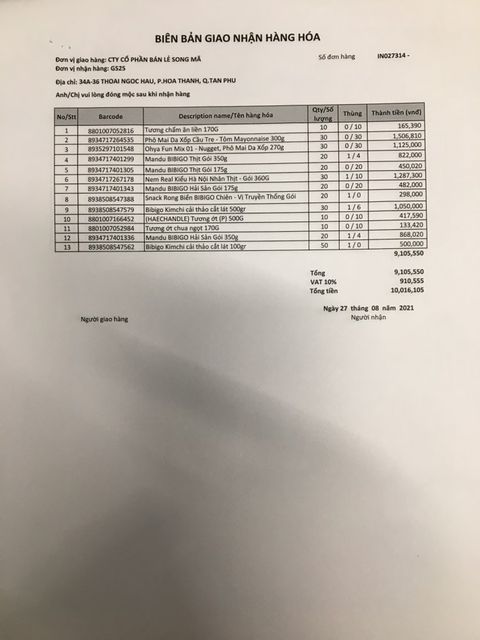 BIÊN BẢN GIAO NHẬN HÀNG HÓA
Đơn vị giao hàng: CTY CỔ PHẦN BÁN LẺ SONG MÃ Số đơn hàng IN027314 -
Đơn vị nhận hàng: GS25
Địa chỉ: 34A-36 THOAI NGOC HAU, P.HOA THANH, Q.TAN PHU
Anh/Chị vui lòng đóng mộc sau khi nhận hàng
No/Stt Barcode Description name/Tên hàng hóa Qty/Số lượng Thùng Thành tiền (vnđ)
1 8801007052816 Tương chấm ăn liền 170G 10 0 / 10 165,390
2 8934717264535 Phô Mai Da Xốp Cầu Tre - Tôm Mayonnaise 300g 30 0 / 30 1,506,810
3 8935297101548 Ohya Fun Mix 01 - Nugget, Phô Mai Da Xốp 270g 30 0 / 30 1,125,000
4 8934717401299 Mandu BIBIGO Thịt Gói 350g 20 1 / 4 822,000
5 8934717401305 Mandu BIBIGO Thịt Gói 175g 20 0 / 20 450,020
6 8934717267178 Nem Real Kiểu Hà Nội Nhân Thịt - Gói 360G 30 1 / 10 1,287,300
7 8934717401343 Mandu BIBIGO Hải Sản Gói 175g 20 0 / 20 482,000
8 8938508547388 Snack Rong Biển BIBIGO Chiên - Vị Truyền Thống Gói 20 1 / 0 298,000
9 8938508547579 Bibigo Kimchi cải thảo cắt lát 500gr 30 1 / 6 1,050,000
10 8801007166452 (HAECHANDLE) Tương ớt (P) 500G 10 0 / 10 417,590
11 8801007052984 Tương ớt chua ngọt 170G 10 0 / 10 133,420
12 8934717401336 Mandu BIBIGO Hải Sản Gói 350g 20 1 / 4 868,020
13 8938508547562 Bibigo Kimchi cải thảo cắt lát 100gr 50 1 / 0 500,000
9,105,550
Tổng 9,105,550
VAT 10% 910,555
Tổng tiền 10,016,105
Ngày 27 tháng 08 năm 2021
Người giao hàng Người nhận